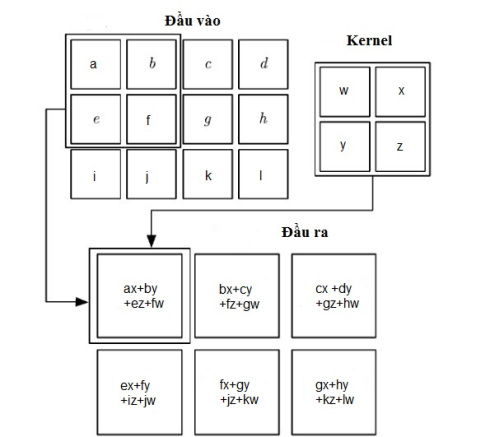 Đầu vào
Kernel
a b c d
e f g h
i j k l
w x
y z
Đầu ra
ax+by
+ez+fw
bx+cy
+fz+gw
cx +dy
+gz+hw
ex+fy
+iz+jw
fx+gy
+jz+kw
gx+hy
+kz+lw